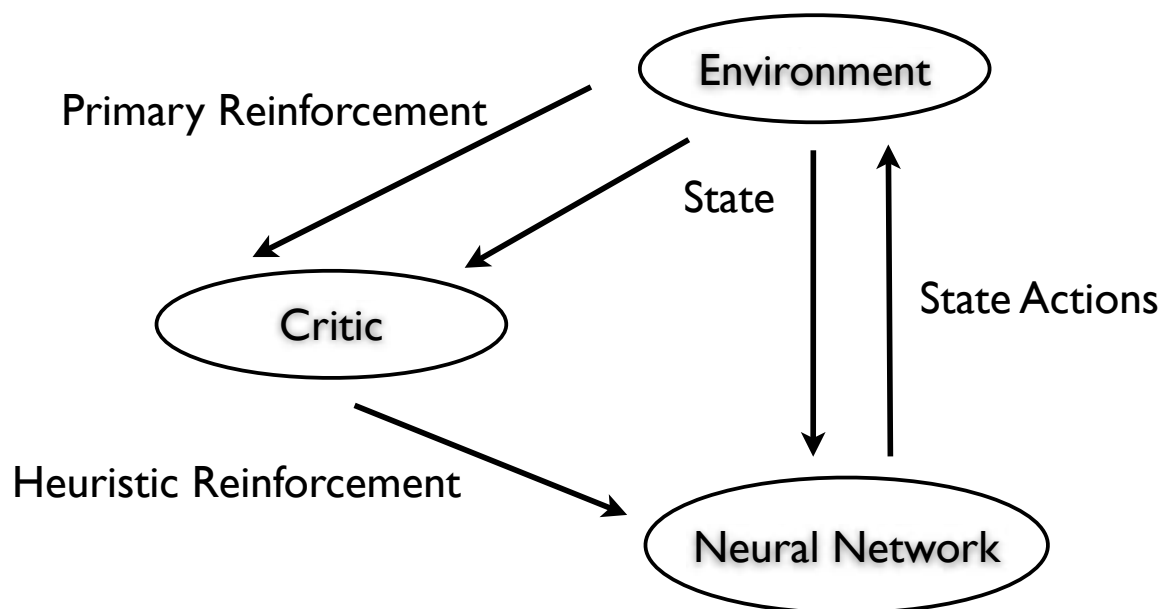 Environment
Primary Reinforcement
State
State Actions
Critic
Heuristic Reinforcement
Neural Network